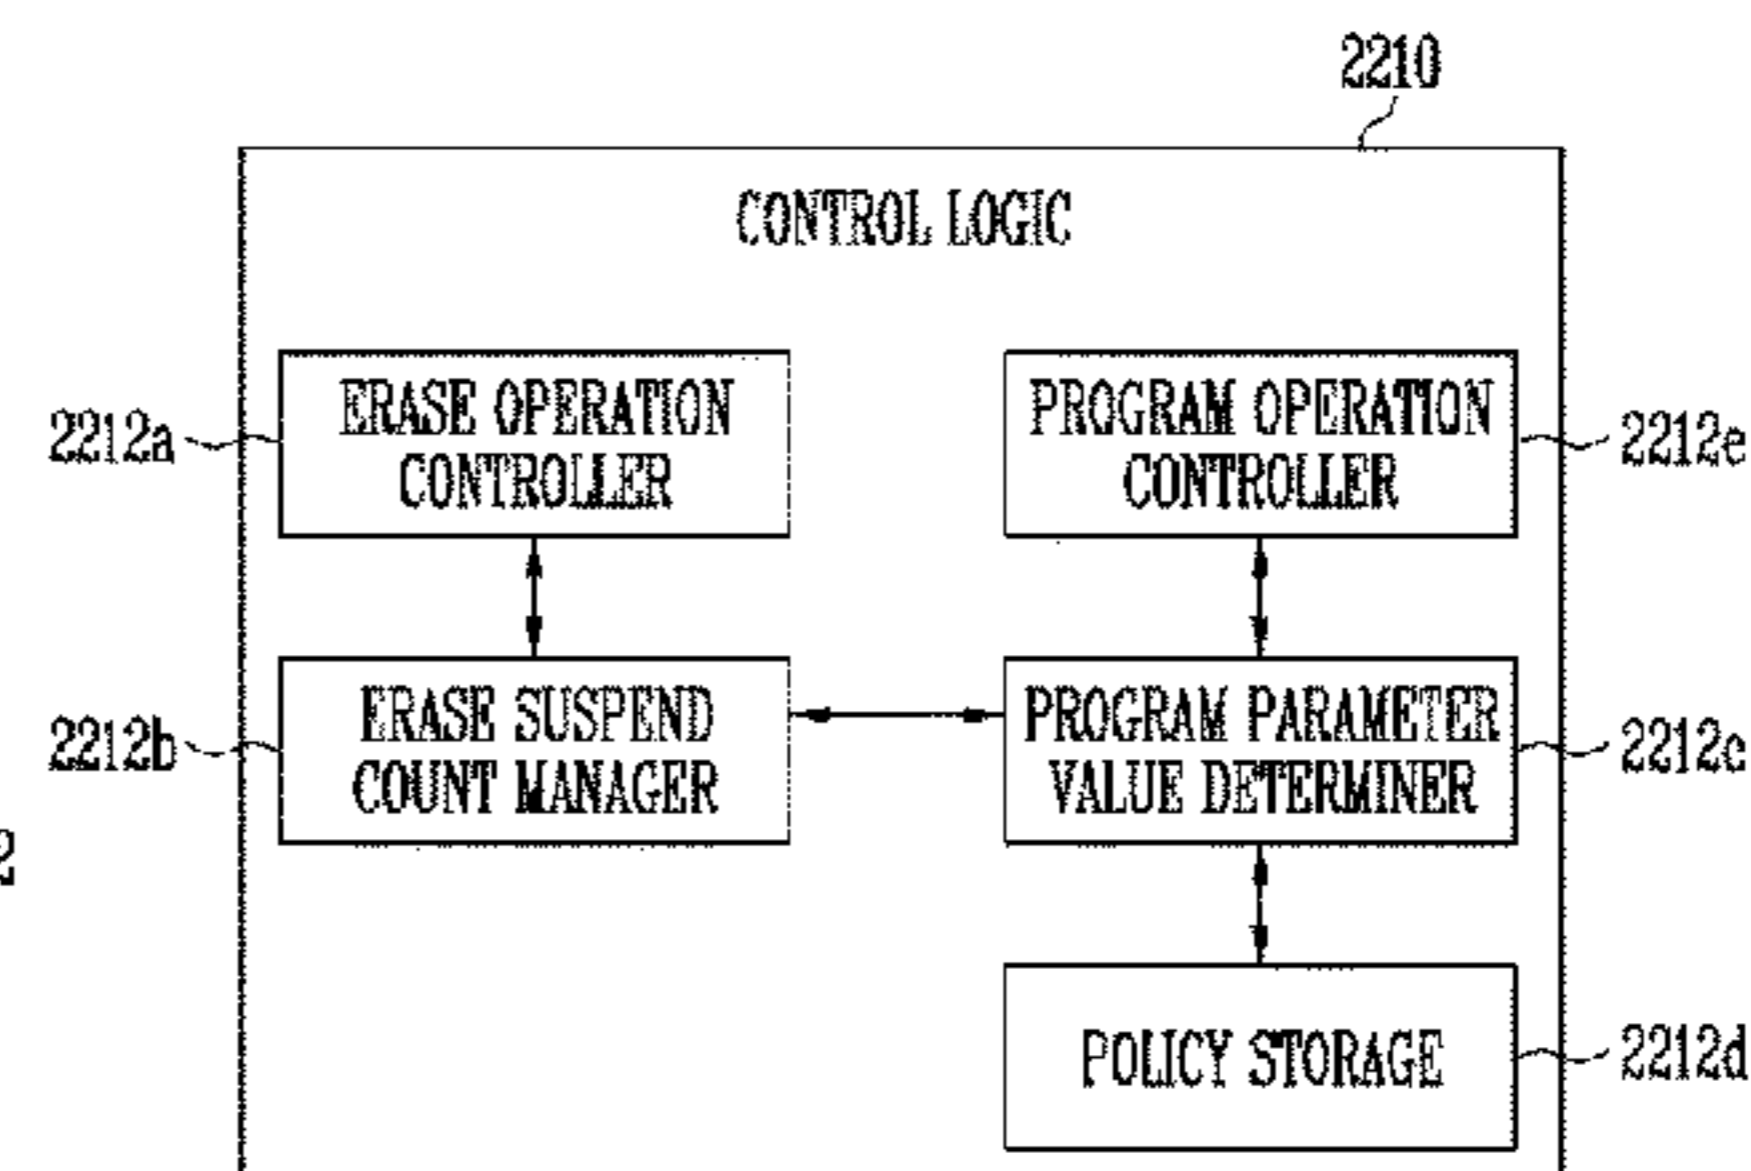 2210
CONTROL LOGIC
ERASE OPERATION
CONTROLLER
2212a
PROGRAM OPERATION
CONTROLLER
2212e
ERASE SUSPEND
COUNT MANAGER
2212b
PROGRAM PARAMETER
VALUE DETERMINER
2212c
2
POLICY STORAGE
2212d